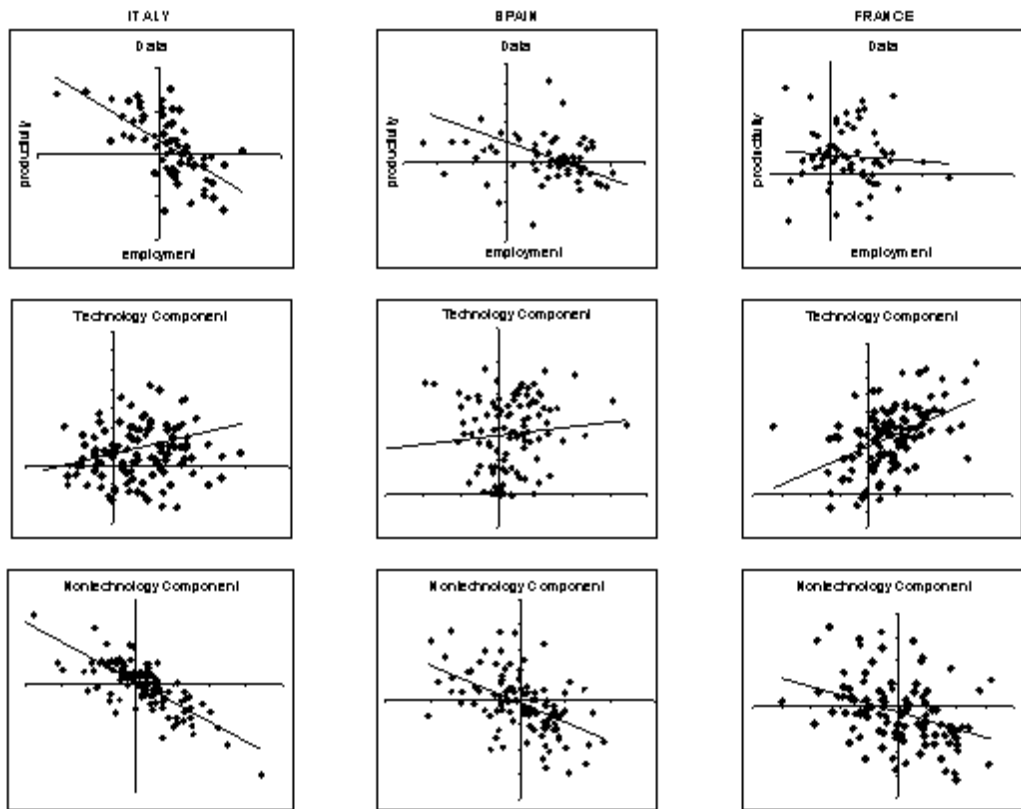 ITALY
SPAIN
FRANCE
Data
Data
Data
productivity
productivity
productivity
employment
employment
employment
Technology Component
Technology Component
Technology Component
Nontechnology Component
Nontechnology Component
Nontechnology Component